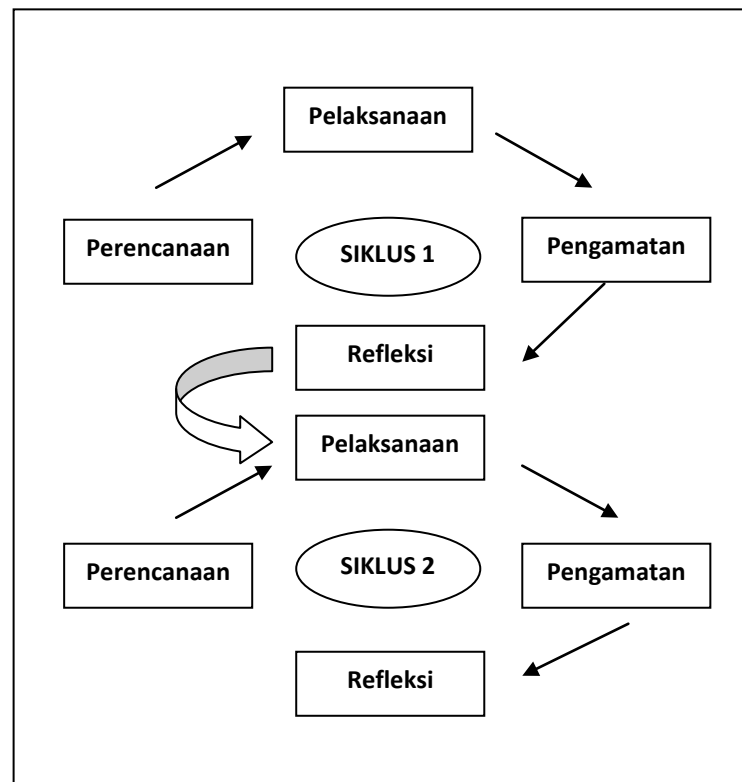 Pelaksanaan
Perencanaan
SIKLUS 1
Pengamatan
Refleksi
Pelaksanaan
Perencanaan
SIKLUS 2
Pengamatan
Refleksi